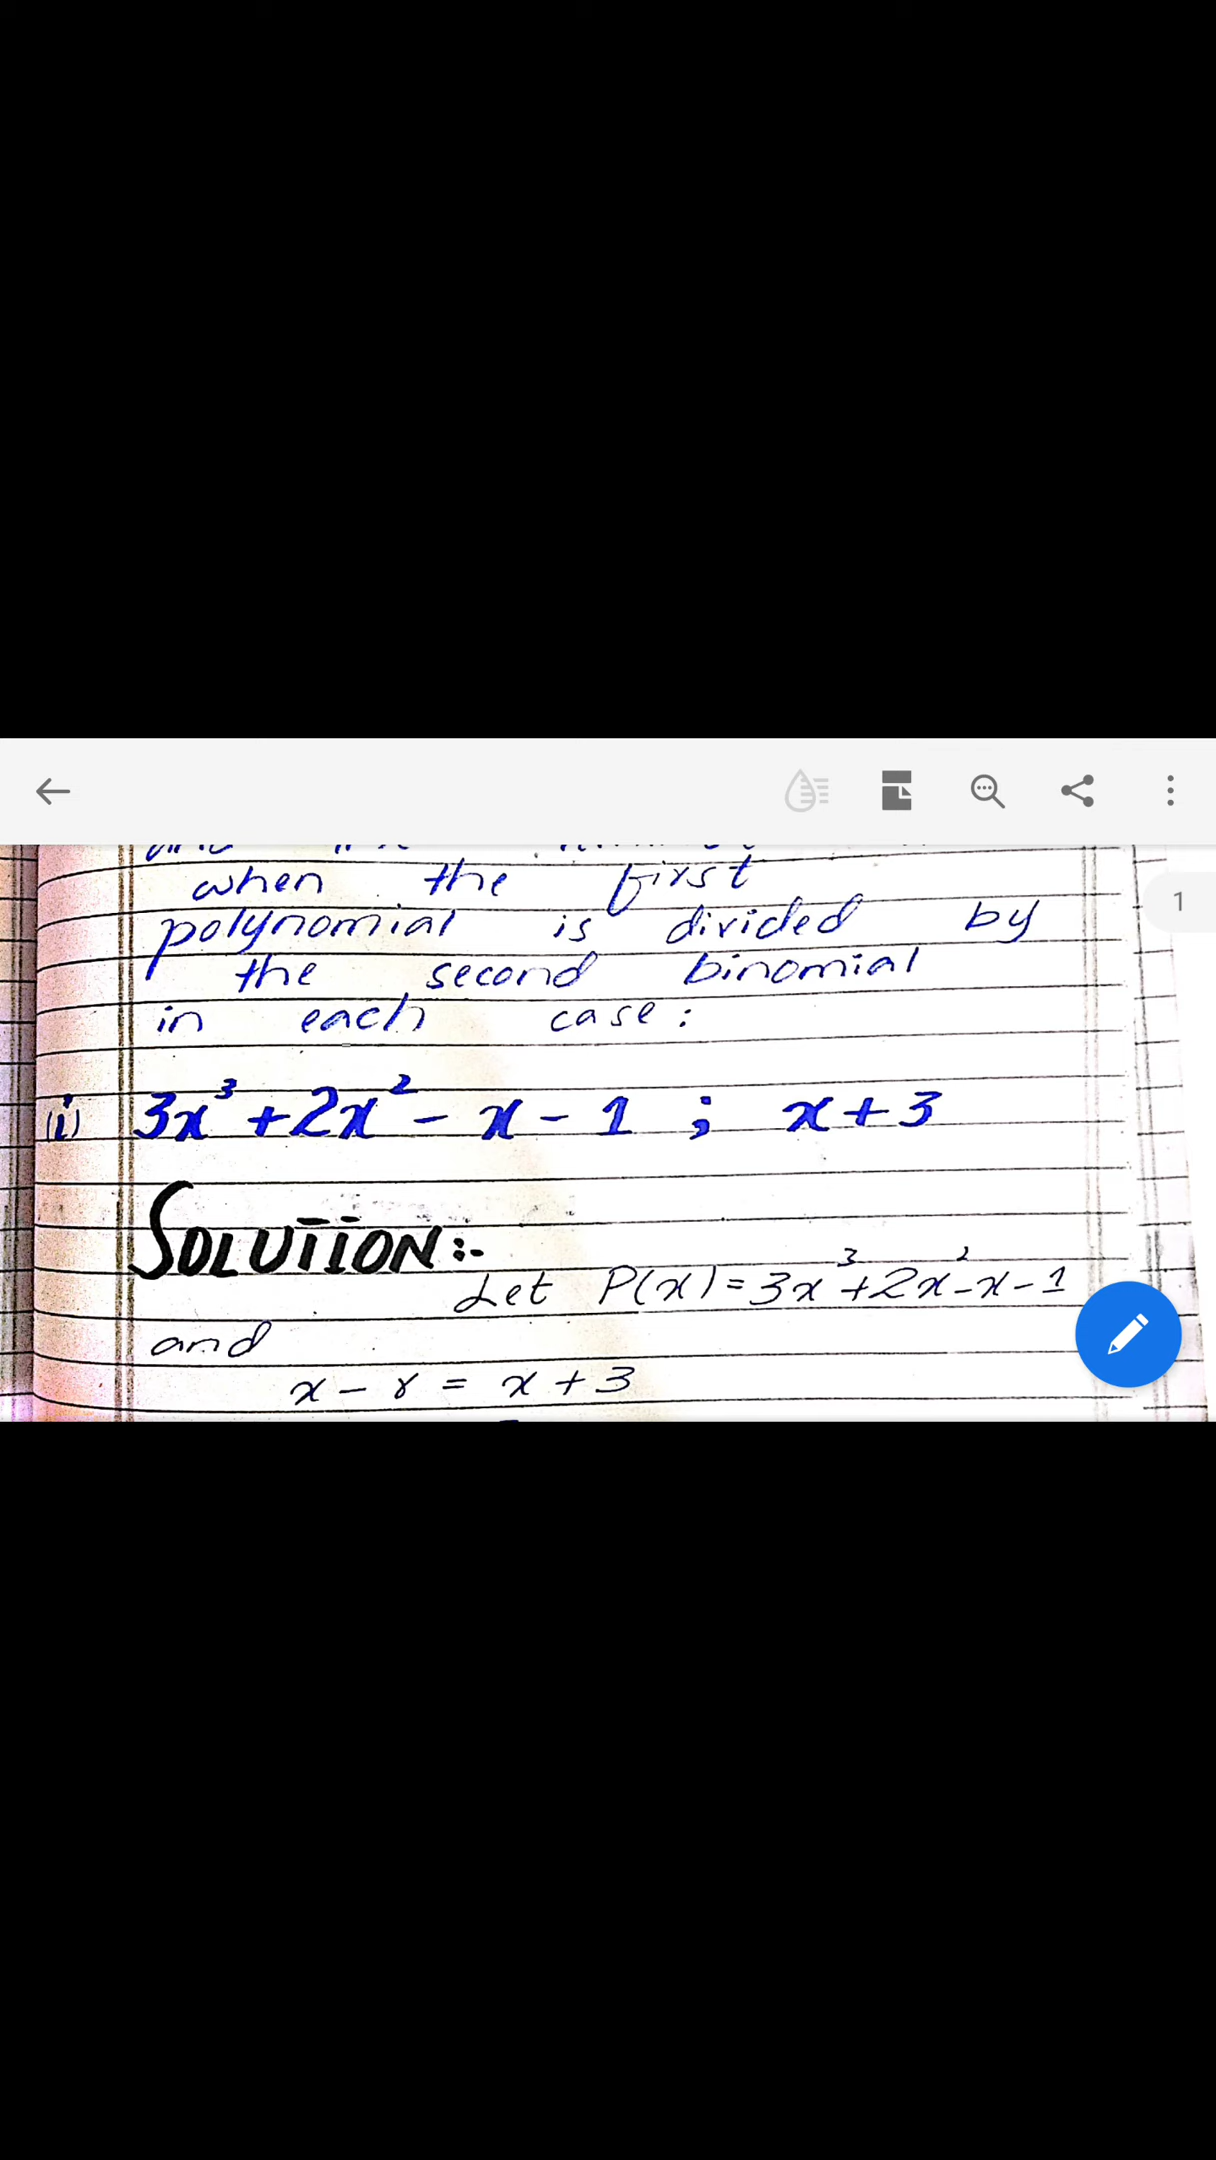 1
when the first
polynomial is divided by
the second binomial
in each case:
(i) 3x³+2x²-x-1 ; x+3
SOLUTION:-
Let P(x)=3x³+2x²-x-1
and
x-r = x+3